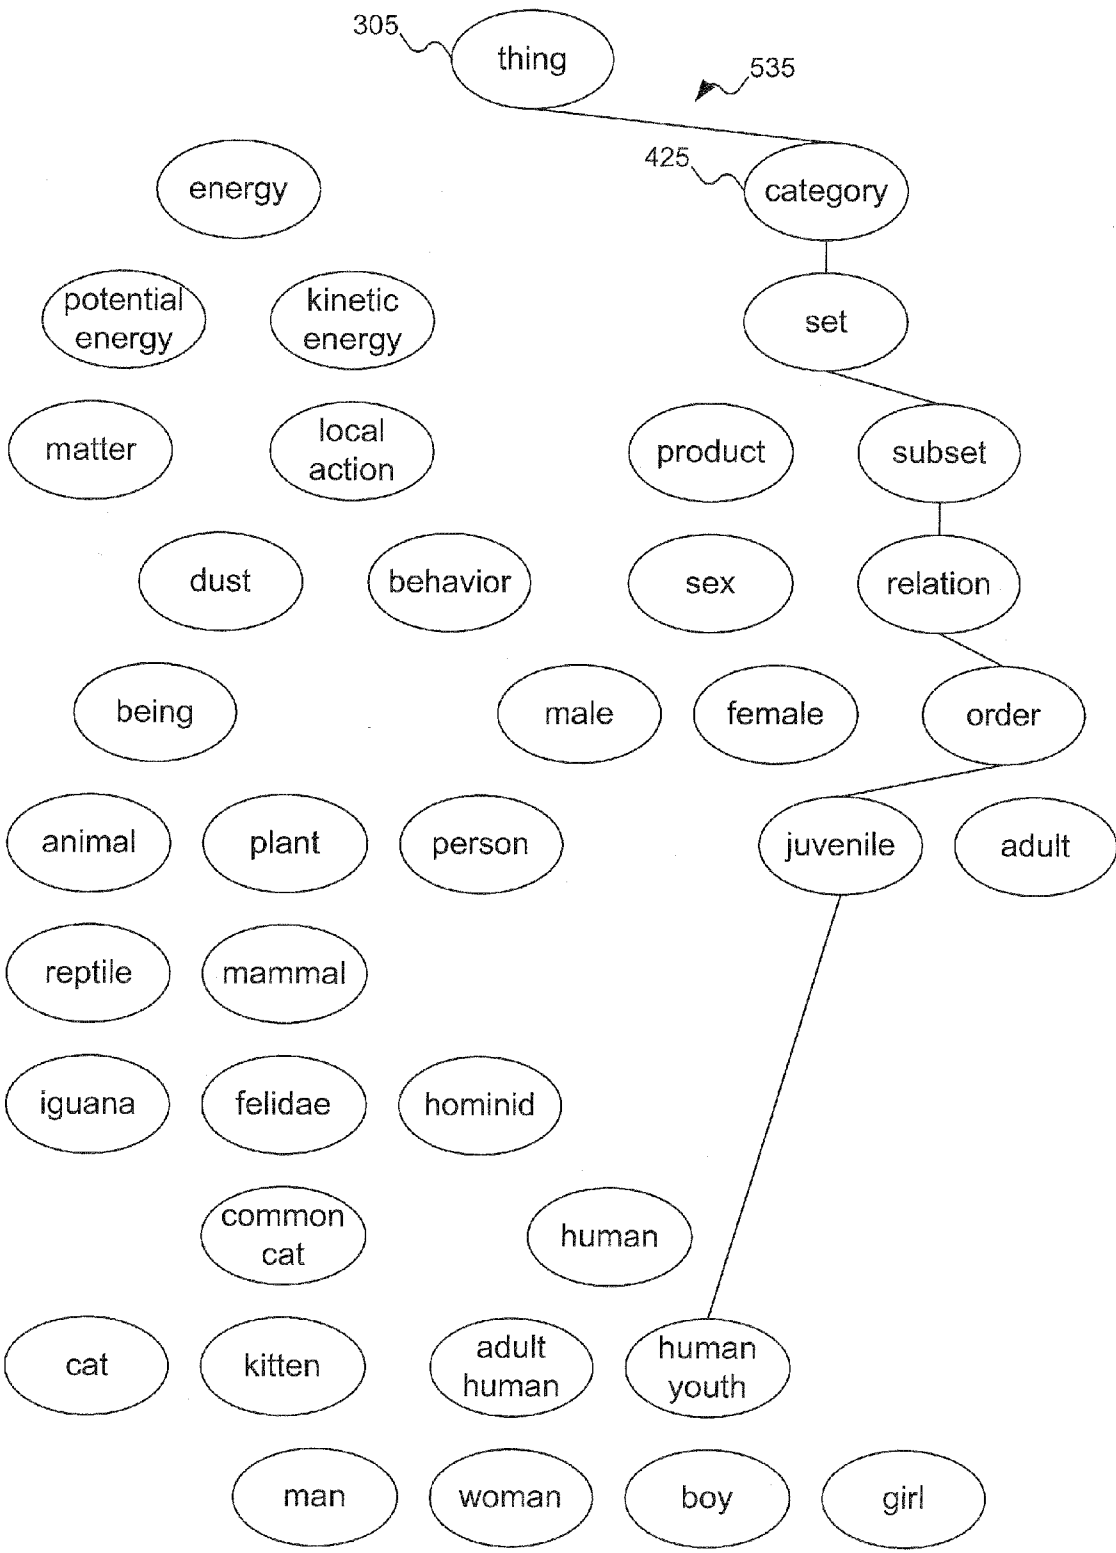 305
thing
535
425
energy
category
potential
energy
kinetic
energy
set
matter
local
action
product
subset
dust
behavior
sex
relation
being
male
female
order
animal
plant
person
juvenile
adult
reptile
mammal
iguana
felidae
hominid
common
cat
human
cat
kitten
adult
human
human
youth
man
woman
boy
girl